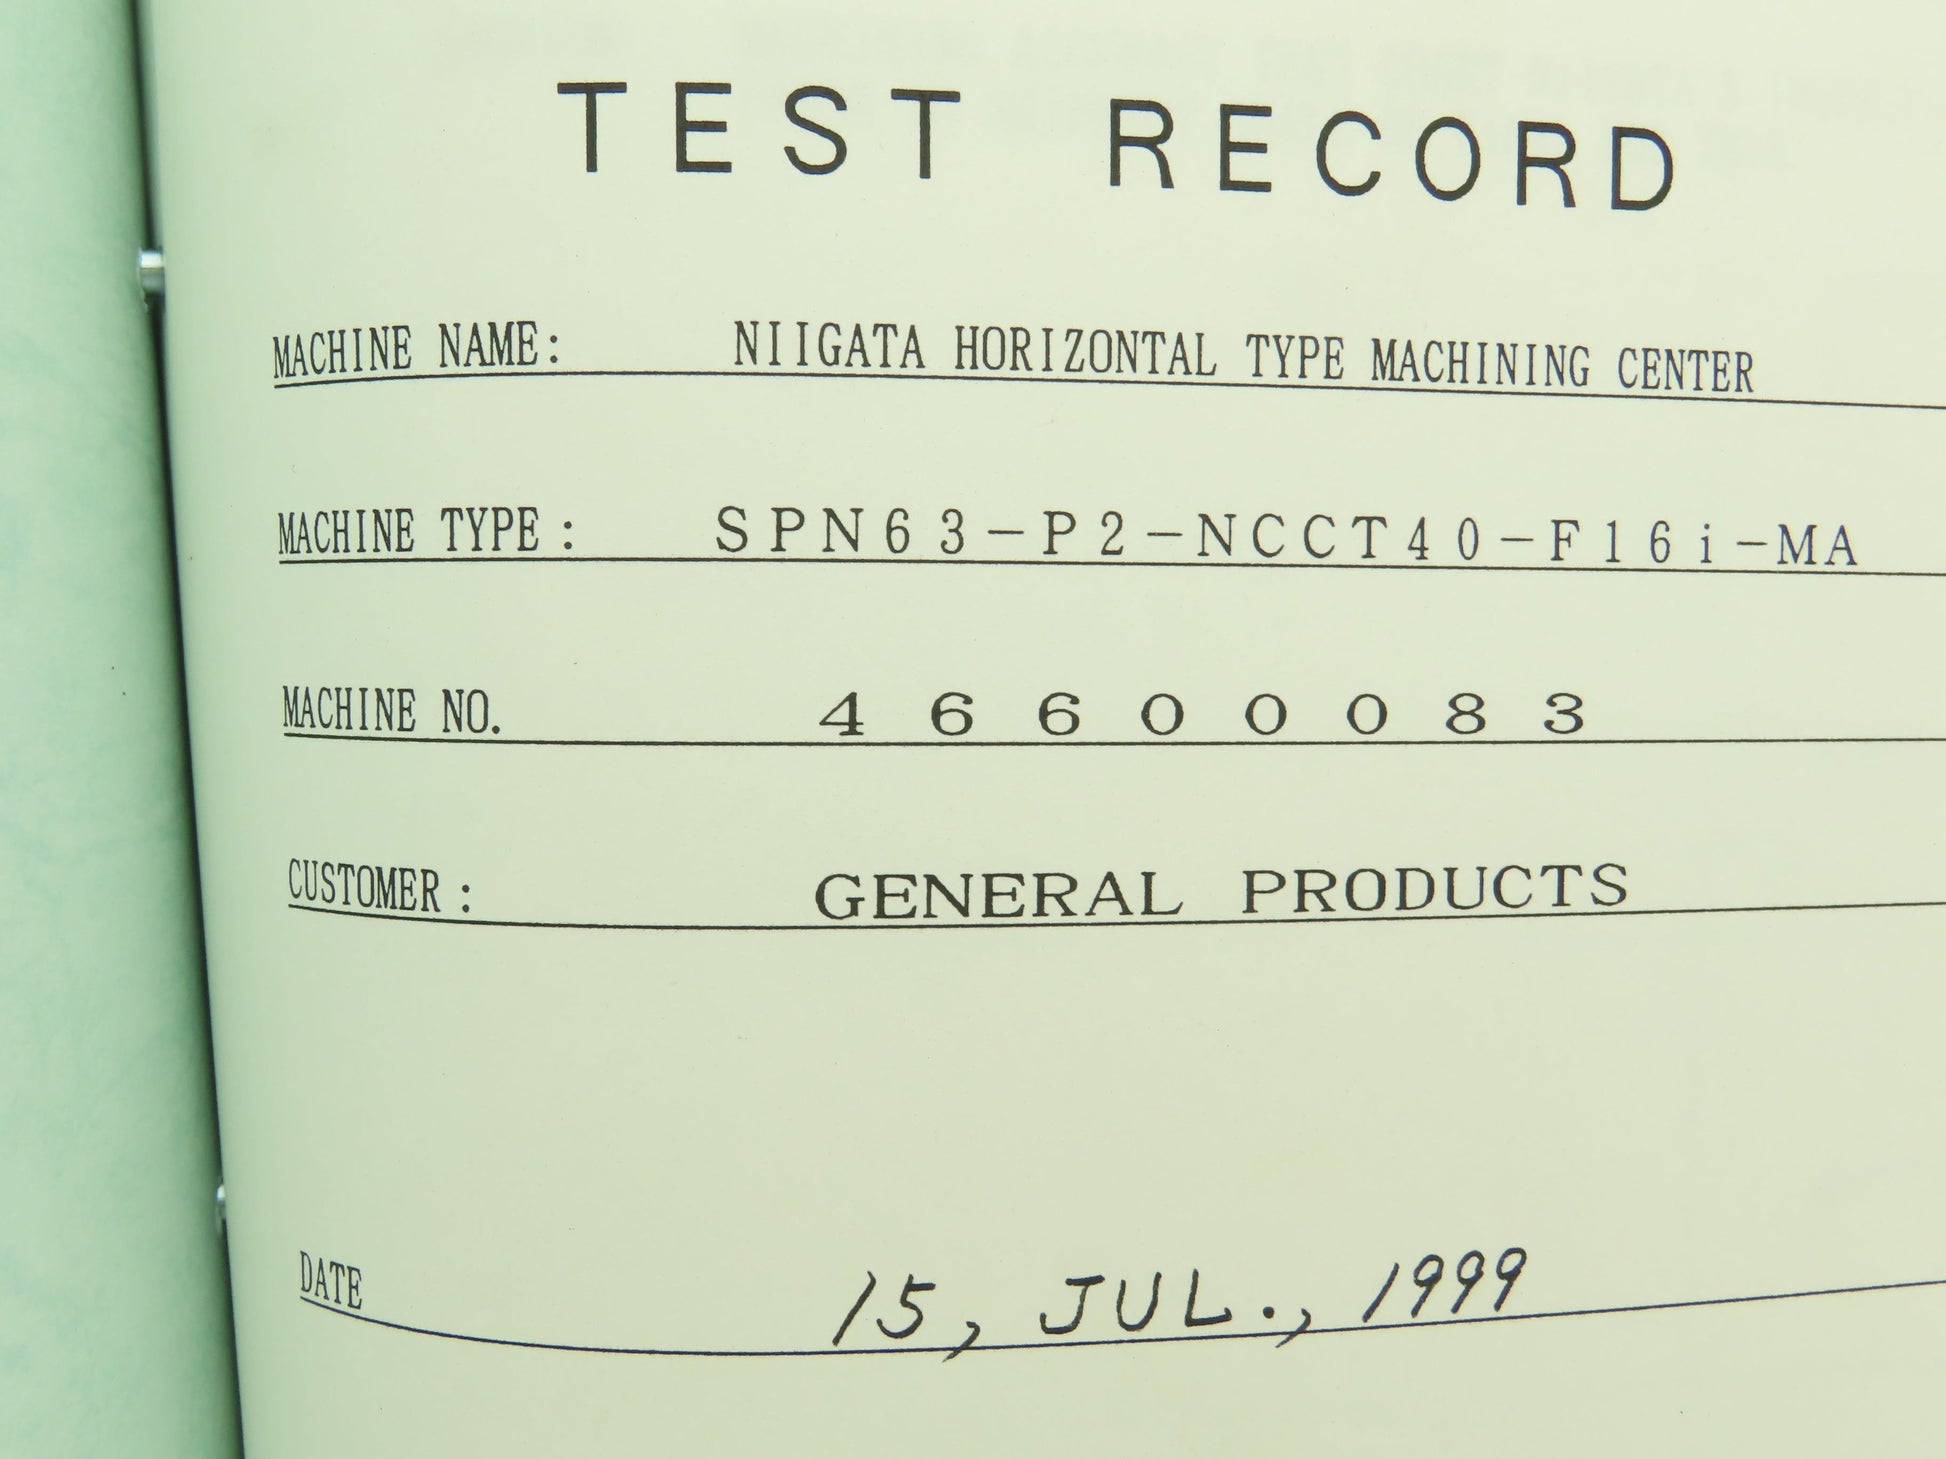 TEST RECORD
MACHINE NAME: NIIGATA HORIZONTAL TYPE MACHINING CENTER
MACHINE TYPE: SPN63-P2-NCCT40-F16i-MA
MACHINE NO. 46600083
CUSTOMER: GENERAL PRODUCTS
DATE 15, JUL., 1999